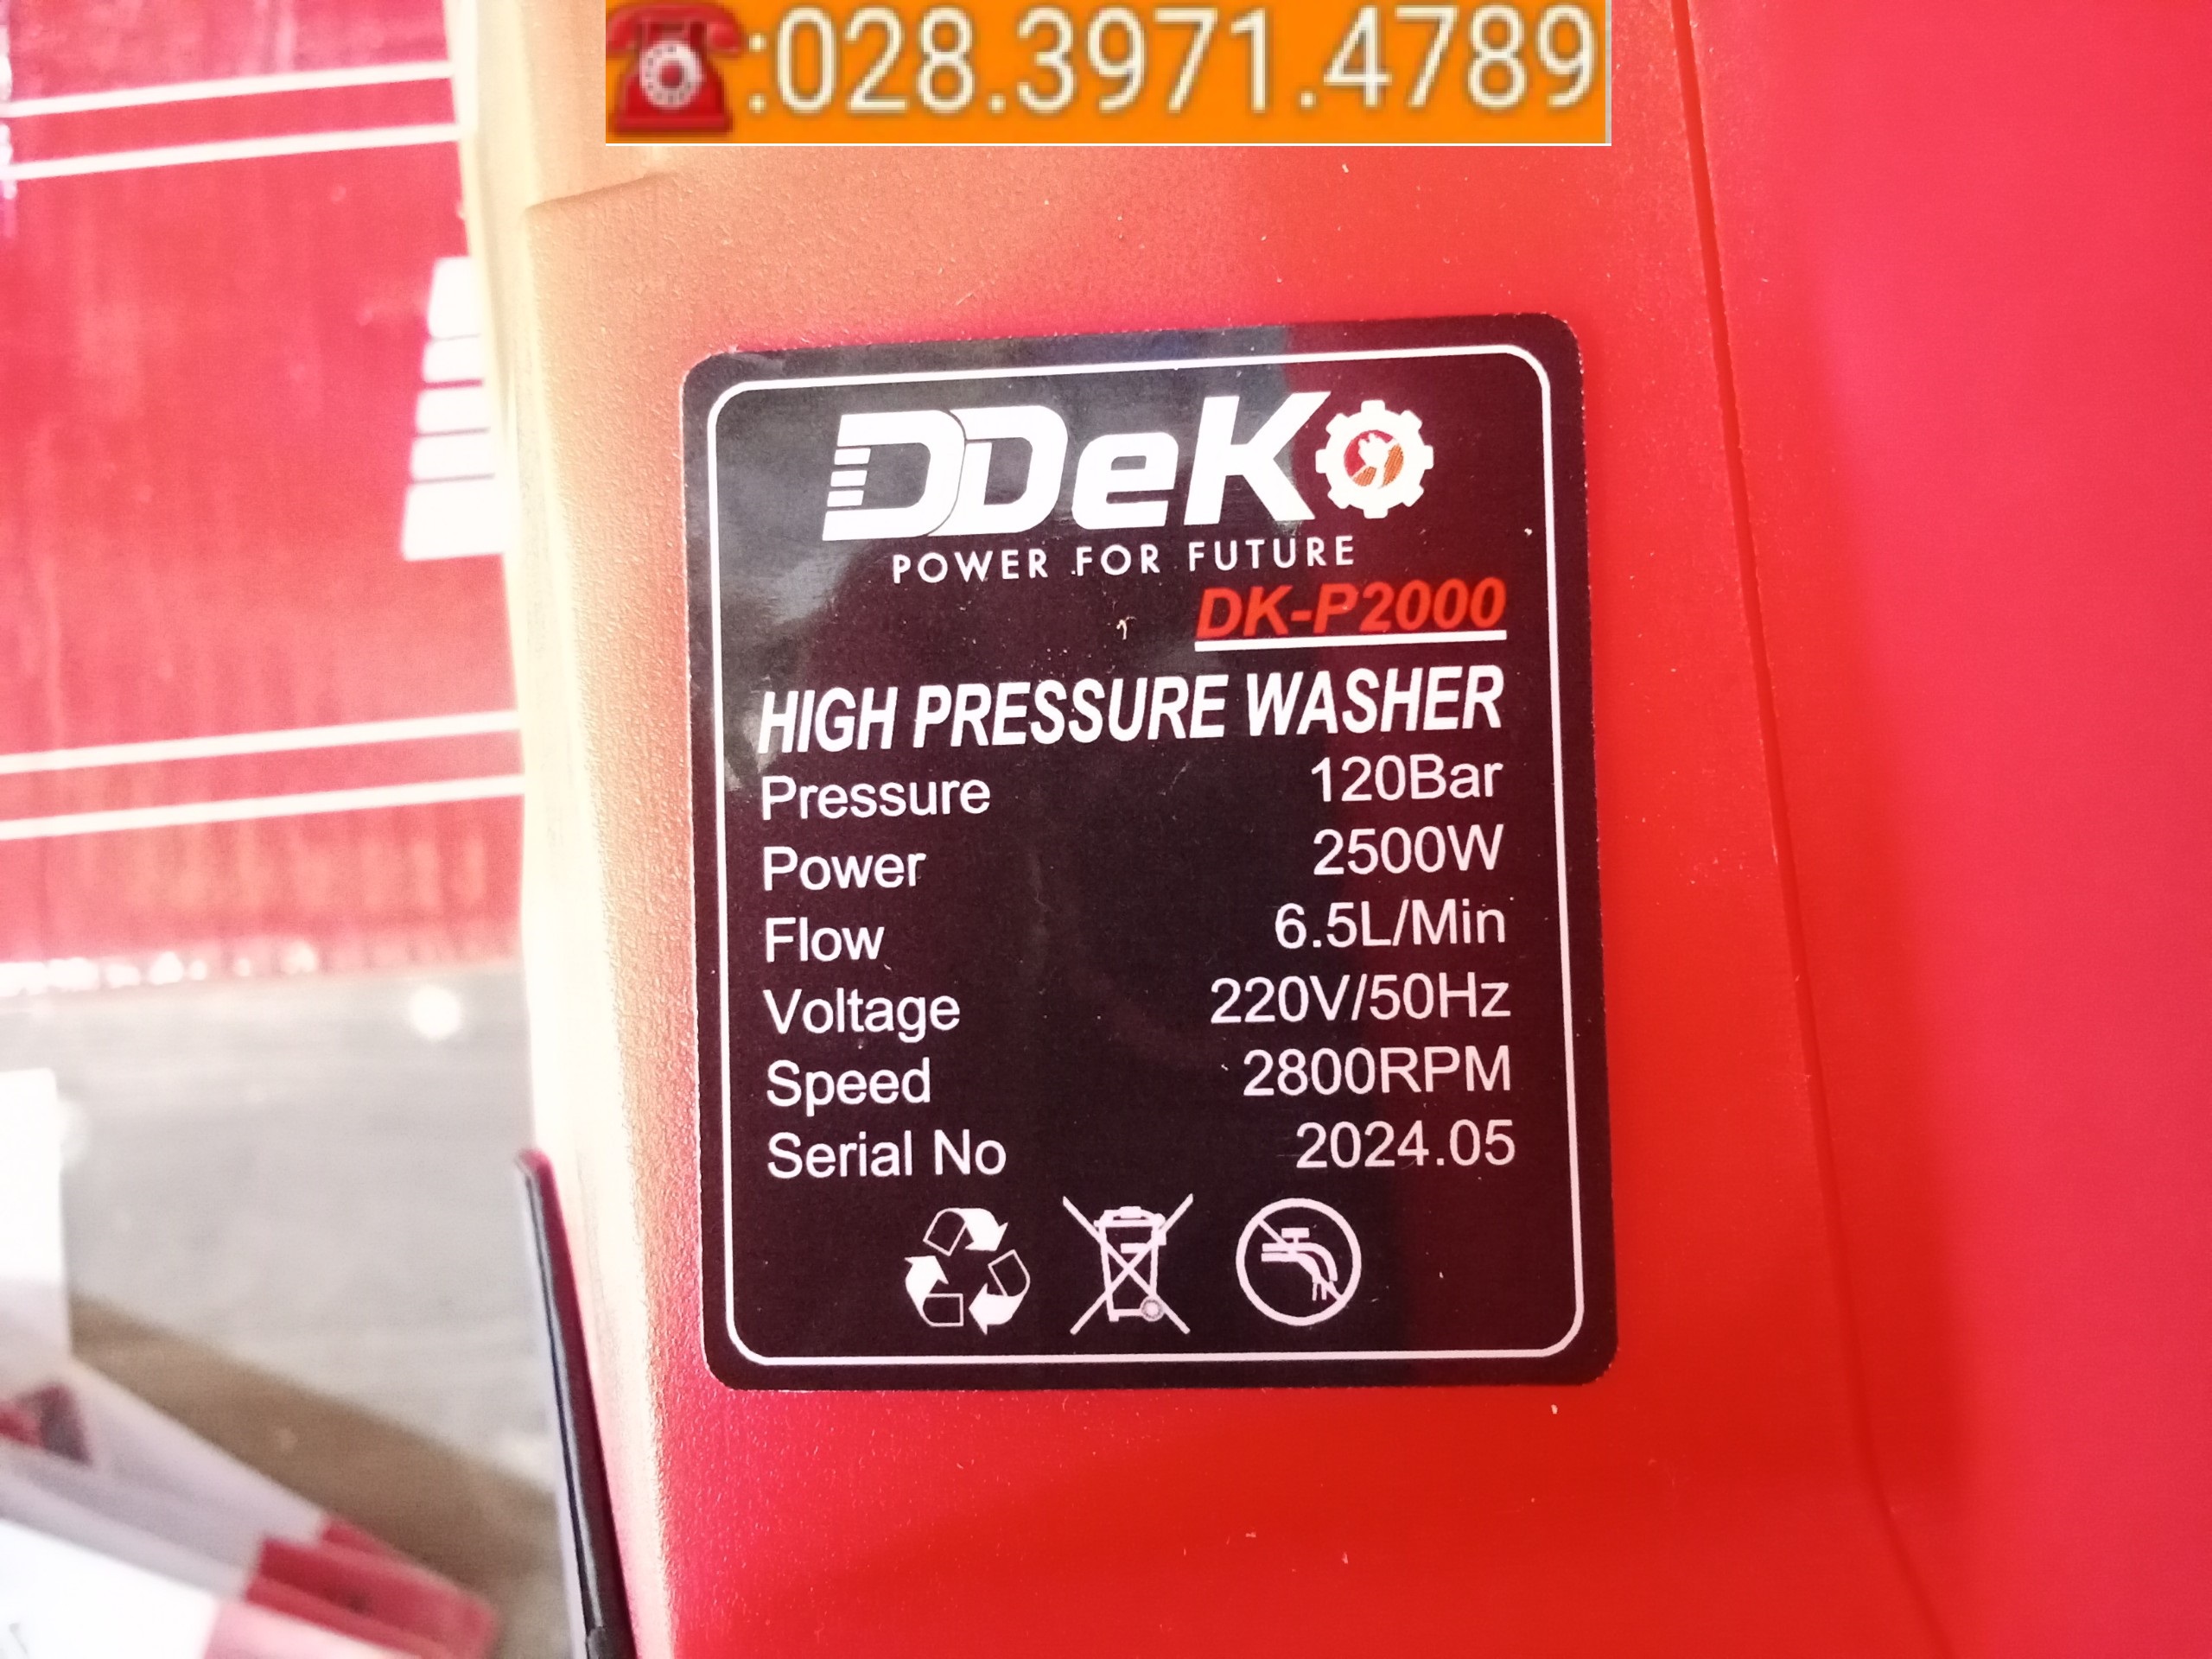 :028.3971.4789
DDeKO
POWER FOR FUTURE
DK-P2000
HIGH PRESSURE WASHER
Pressure 120Bar
Power 2500W
Flow 6.5L/Min
Voltage 220V/50Hz
Speed 2800RPM
Serial No 2024.05